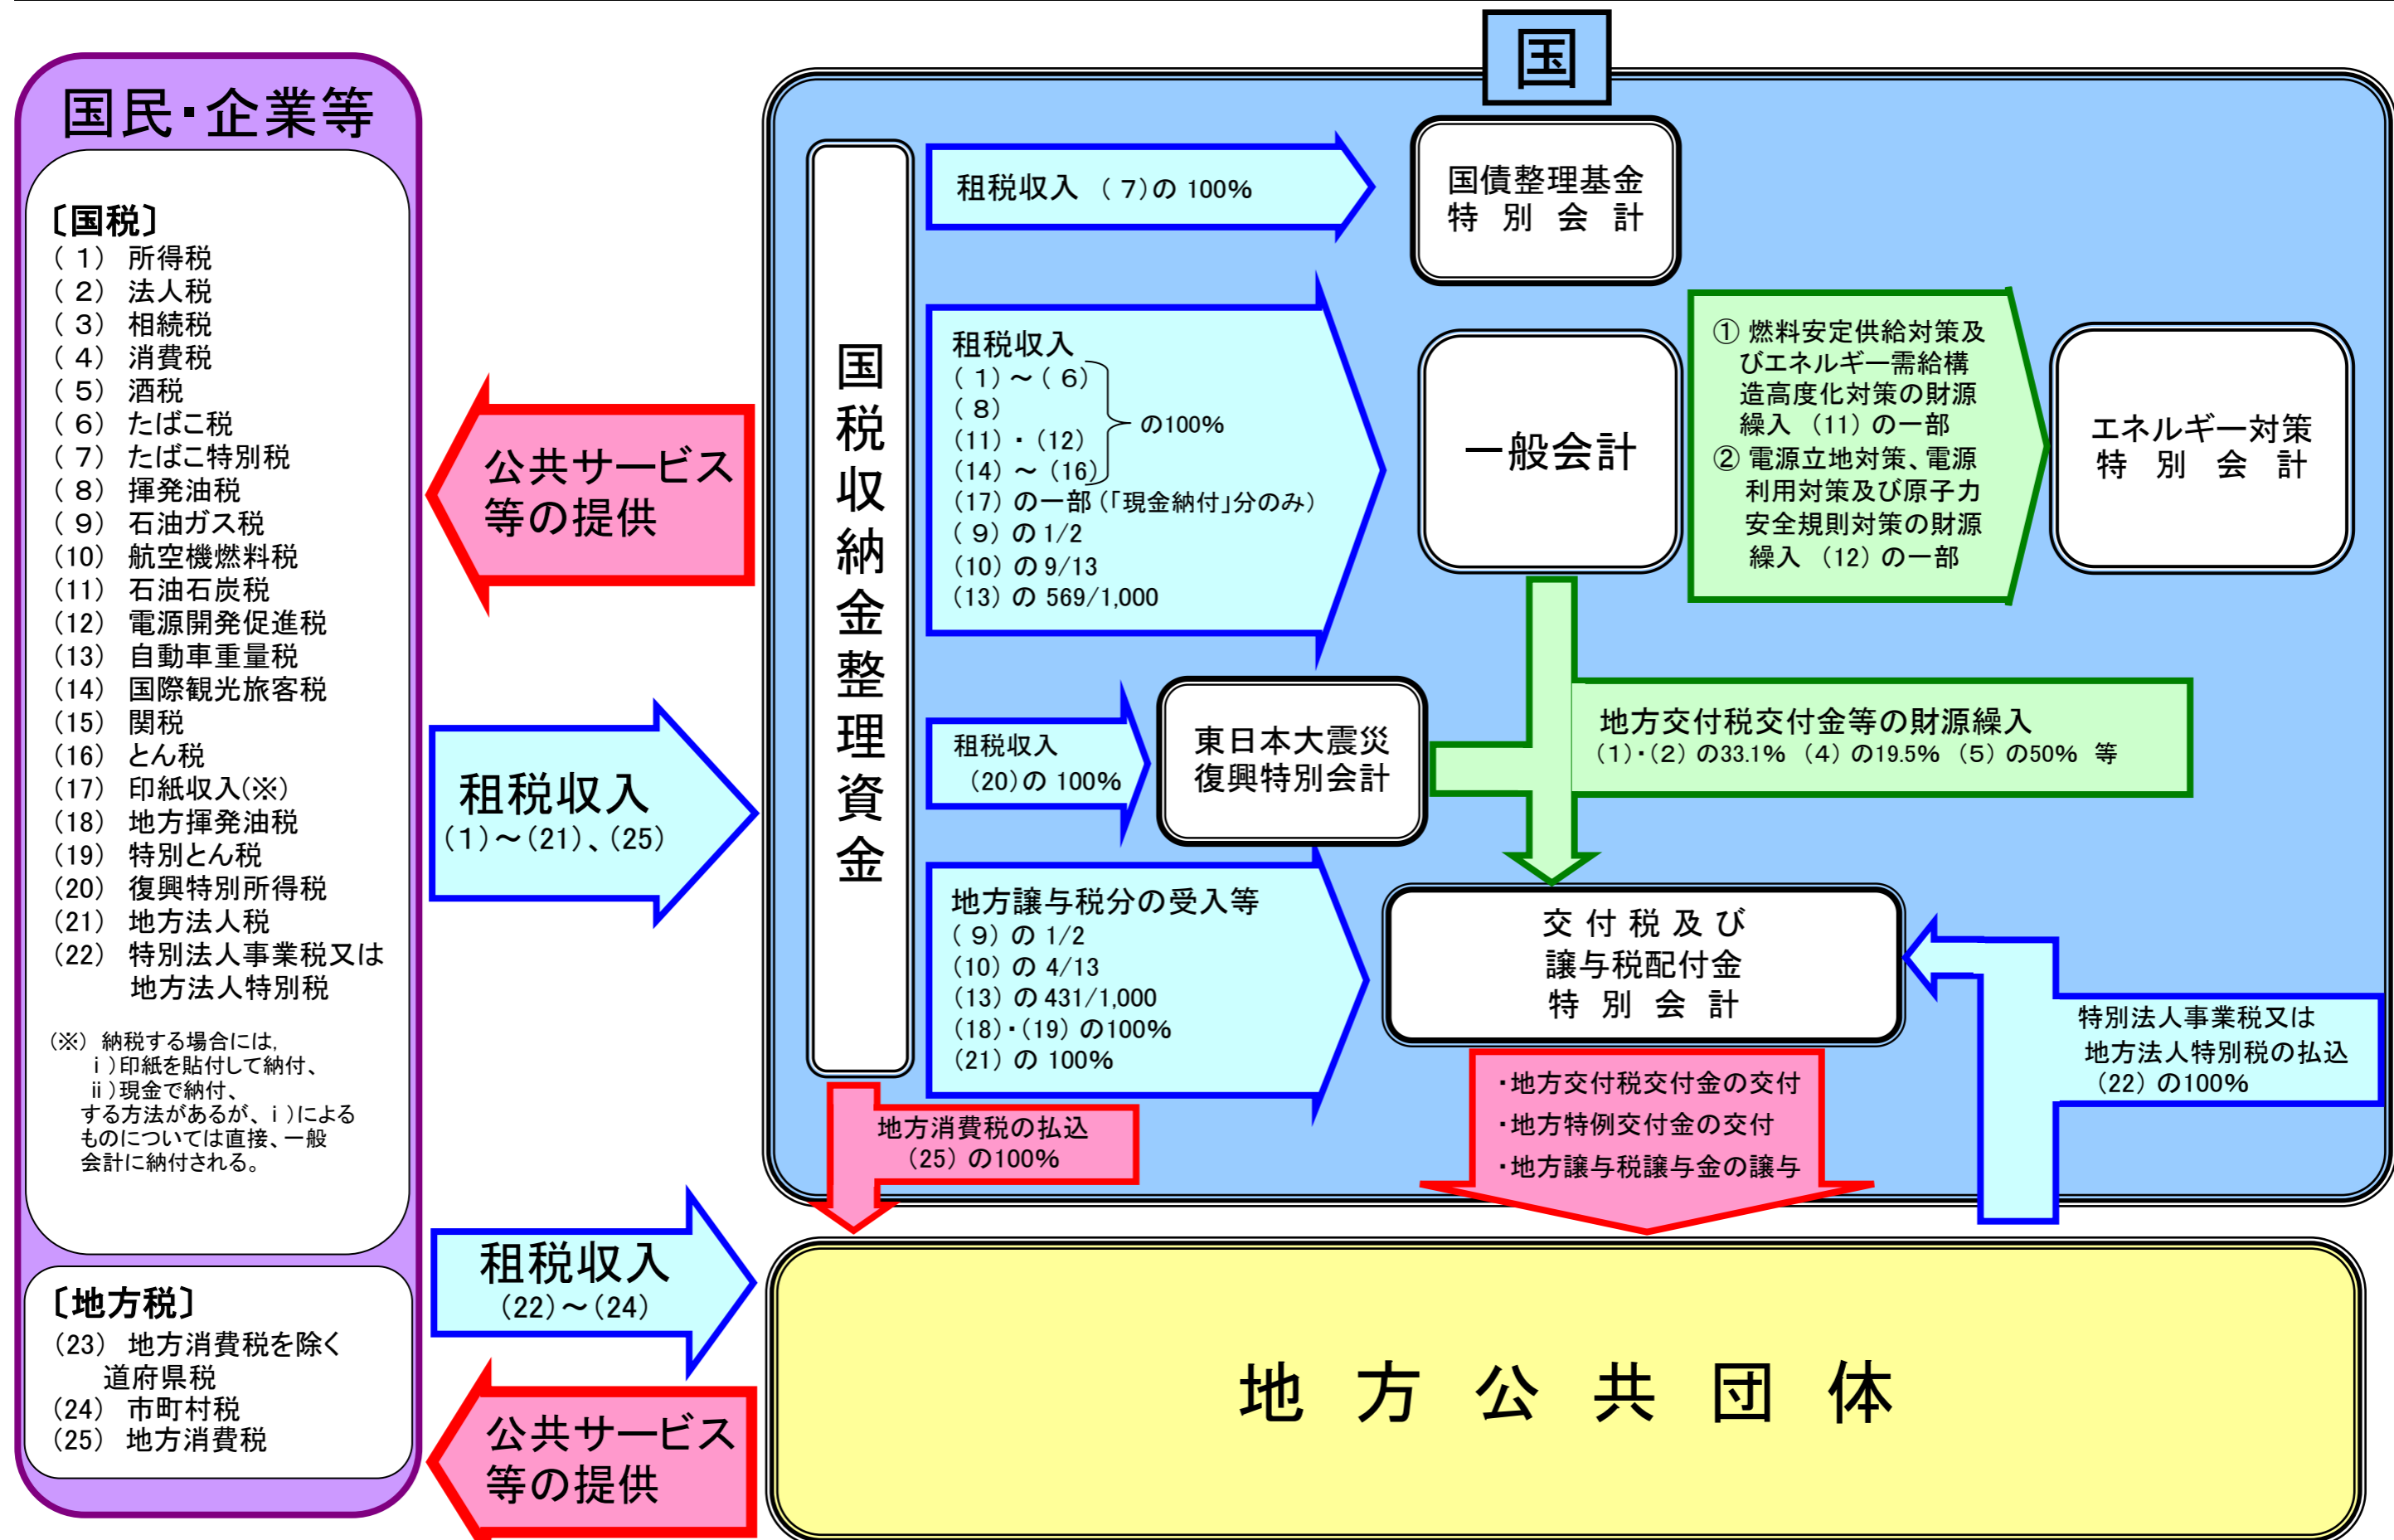 国
国民・企業等
〔国税〕
( 1) 所得税
( 2) 法人税
( 3) 相続税
( 4) 消費税
( 5) 酒税
( 6) たばこ税
( 7) たばこ特別税
( 8) 揮発油税
( 9) 石油ガス税
(10) 航空機燃料税
(11) 石油石炭税
(12) 電源開発促進税
(13) 自動車重量税
(14) 国際観光旅客税
(15) 関税
(16) とん税
(17) 印紙収入(※)
(18) 地方揮発油税
(19) 特別とん税
(20) 復興特別所得税
(21) 地方法人税
(22) 特別法人事業税又は
地方法人特別税
(※) 納税する場合には,
ⅰ)印紙を貼付して納付、
ⅱ)現金で納付、
する方法があるが、ⅰ)による
ものについては直接、一般
会計に納付される。
〔地方税〕
(23) 地方消費税を除く
道府県税
(24) 市町村税
(25) 地方消費税
公共サービス
等の提供
租税収入
(1)~(21)、(25)
租税収入
(22)~(24)
公共サービス
等の提供
国税収納金整理資金
租税収入 ( 7)の 100%
国債整理基金
特別会計
租税収入
( 1)~( 6)
( 8)
(11)・(12)
(14) ~ (16)
の100%
(17) の一部(「現金納付」分のみ)
( 9) の 1/2
(10) の 9/13
(13) の 569/1,000
一般会計
① 燃料安定供給対策及
びエネルギー需給構
造高度化対策の財源
繰入 (11) の一部
② 電源立地対策、電源
利用対策及び原子力
安全規則対策の財源
繰入 (12) の一部
エネルギー対策
特別会計
租税収入
(20)の 100%
東日本大震災
復興特別会計
地方交付税交付金等の財源繰入
(1)・(2) の33.1% (4) の19.5% (5) の50% 等
地方譲与税分の受入等
( 9) の 1/2
(10) の 4/13
(13) の 431/1,000
(18)・(19) の100%
(21) の 100%
交付税及び
譲与税配付金
特別会計
特別法人事業税又は
地方法人特別税の払込
(22) の100%
地方消費税の払込
(25) の100%
・地方交付税交付金の交付
・地方特例交付金の交付
・地方譲与税譲与金の譲与
地方公共団体